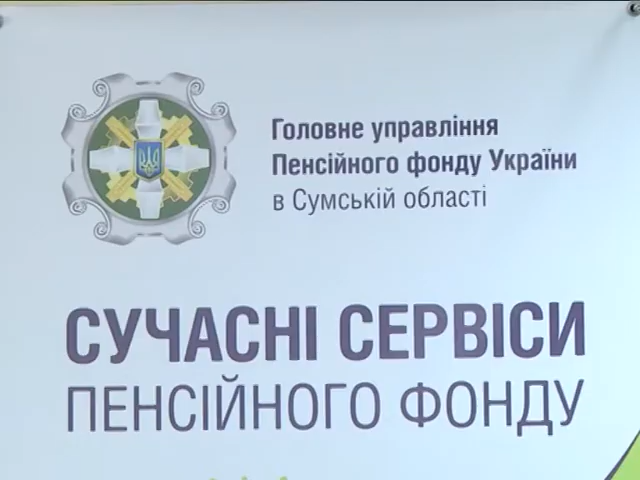 Головне управління
Пенсійного фонду України
в Сумській області
СУЧАСНІ СЕРВІСИ
ПЕНСІЙНОГО ФОНДУ